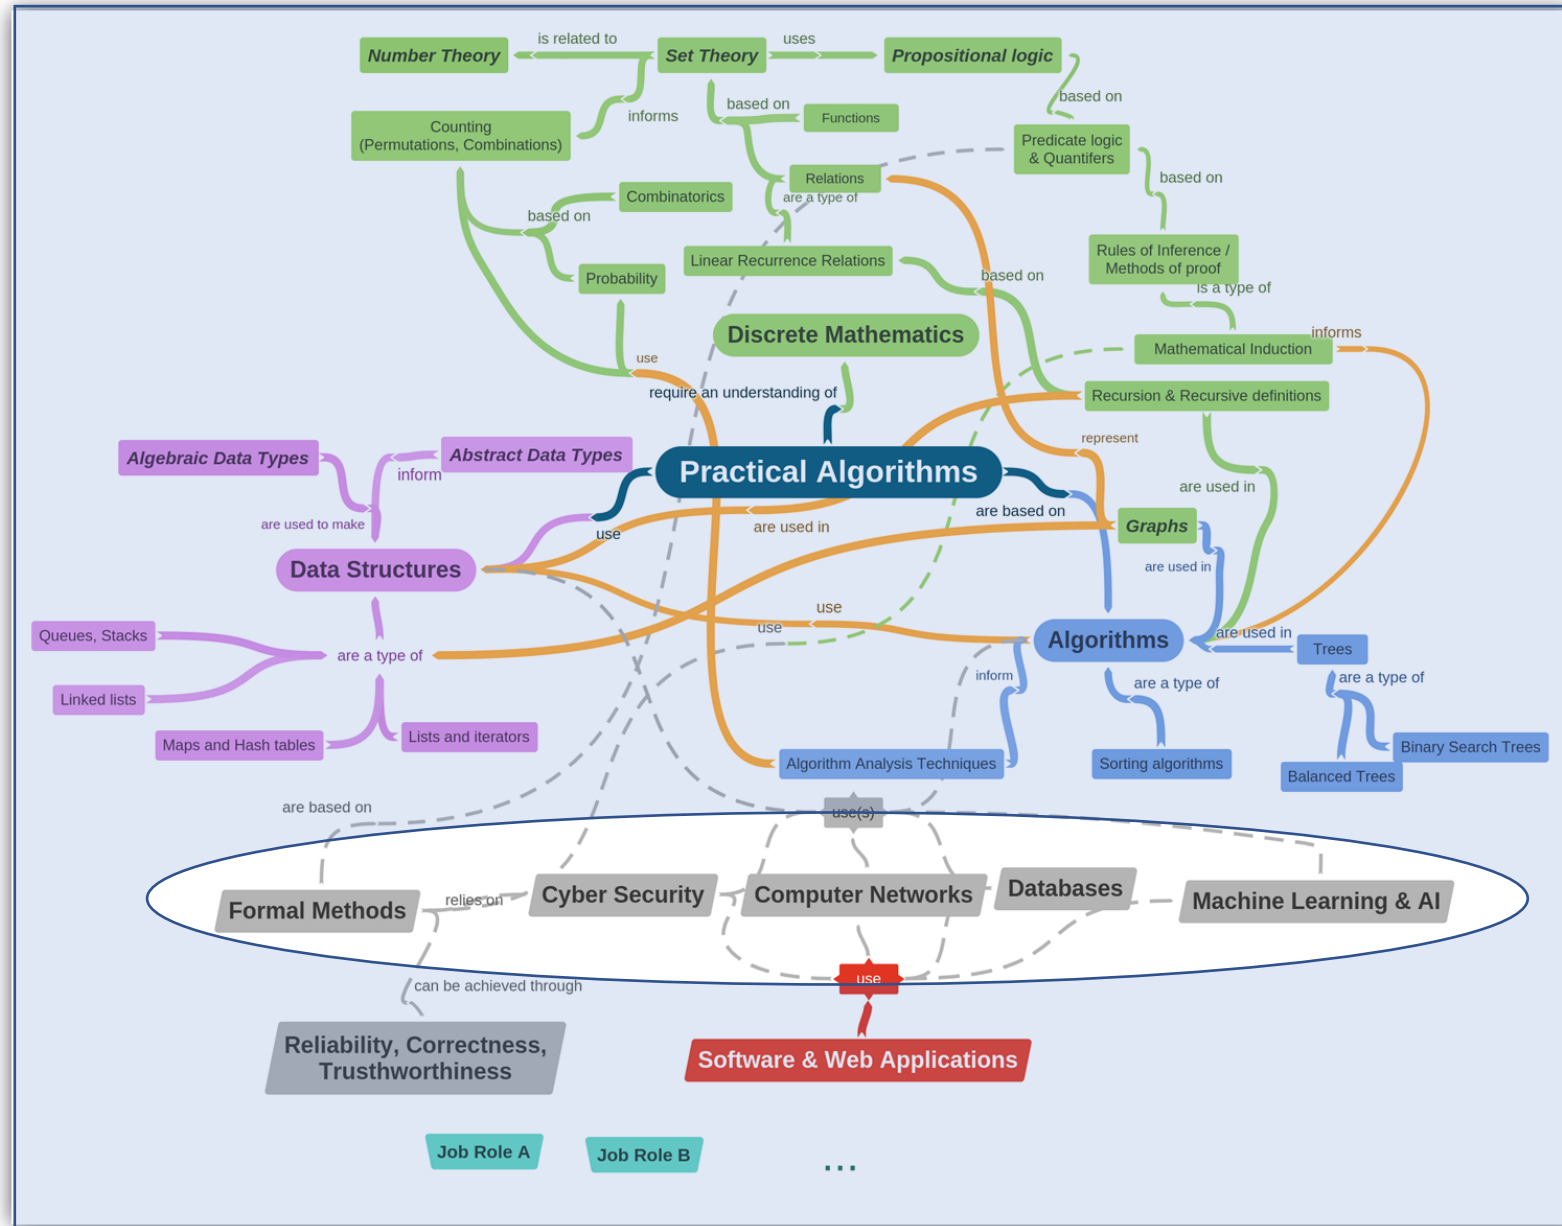 is related to
uses
Number Theory
Set Theory
Propositional logic
based on
based on
informs
Functions
Counting
(Permutations, Combinations)
Predicate logic
& Quantifers
Relations
based on
are a type of
Combinatorics
based on
Linear Recurrence Relations
Rules of Inference /
Methods of proof
Probability
based on
is a type of
Discrete Mathematics
informs
Mathematical Induction
use
require an understanding of
Recursion & Recursive definitions
represent
Algebraic Data Types
Abstract Data Types
inform
Practical Algorithms
are used in
are used to make
use
are used in
are based on
Graphs
Data Structures
are used in
use
use
are used in
Queues, Stacks
are a type of
Algorithms
Trees
inform
are a type of
are a type of
Linked lists
Maps and Hash tables
Lists and iterators
Algorithm Analysis Techniques
Sorting algorithms
Binary Search Trees
Balanced Trees
are based on
use(s)
Formal Methods
relies on
Cyber Security
Computer Networks
Databases
Machine Learning & AI
can be achieved through
use
Reliability, Correctness,
Trusthworthiness
Software & Web Applications
Job Role A
Job Role B
...